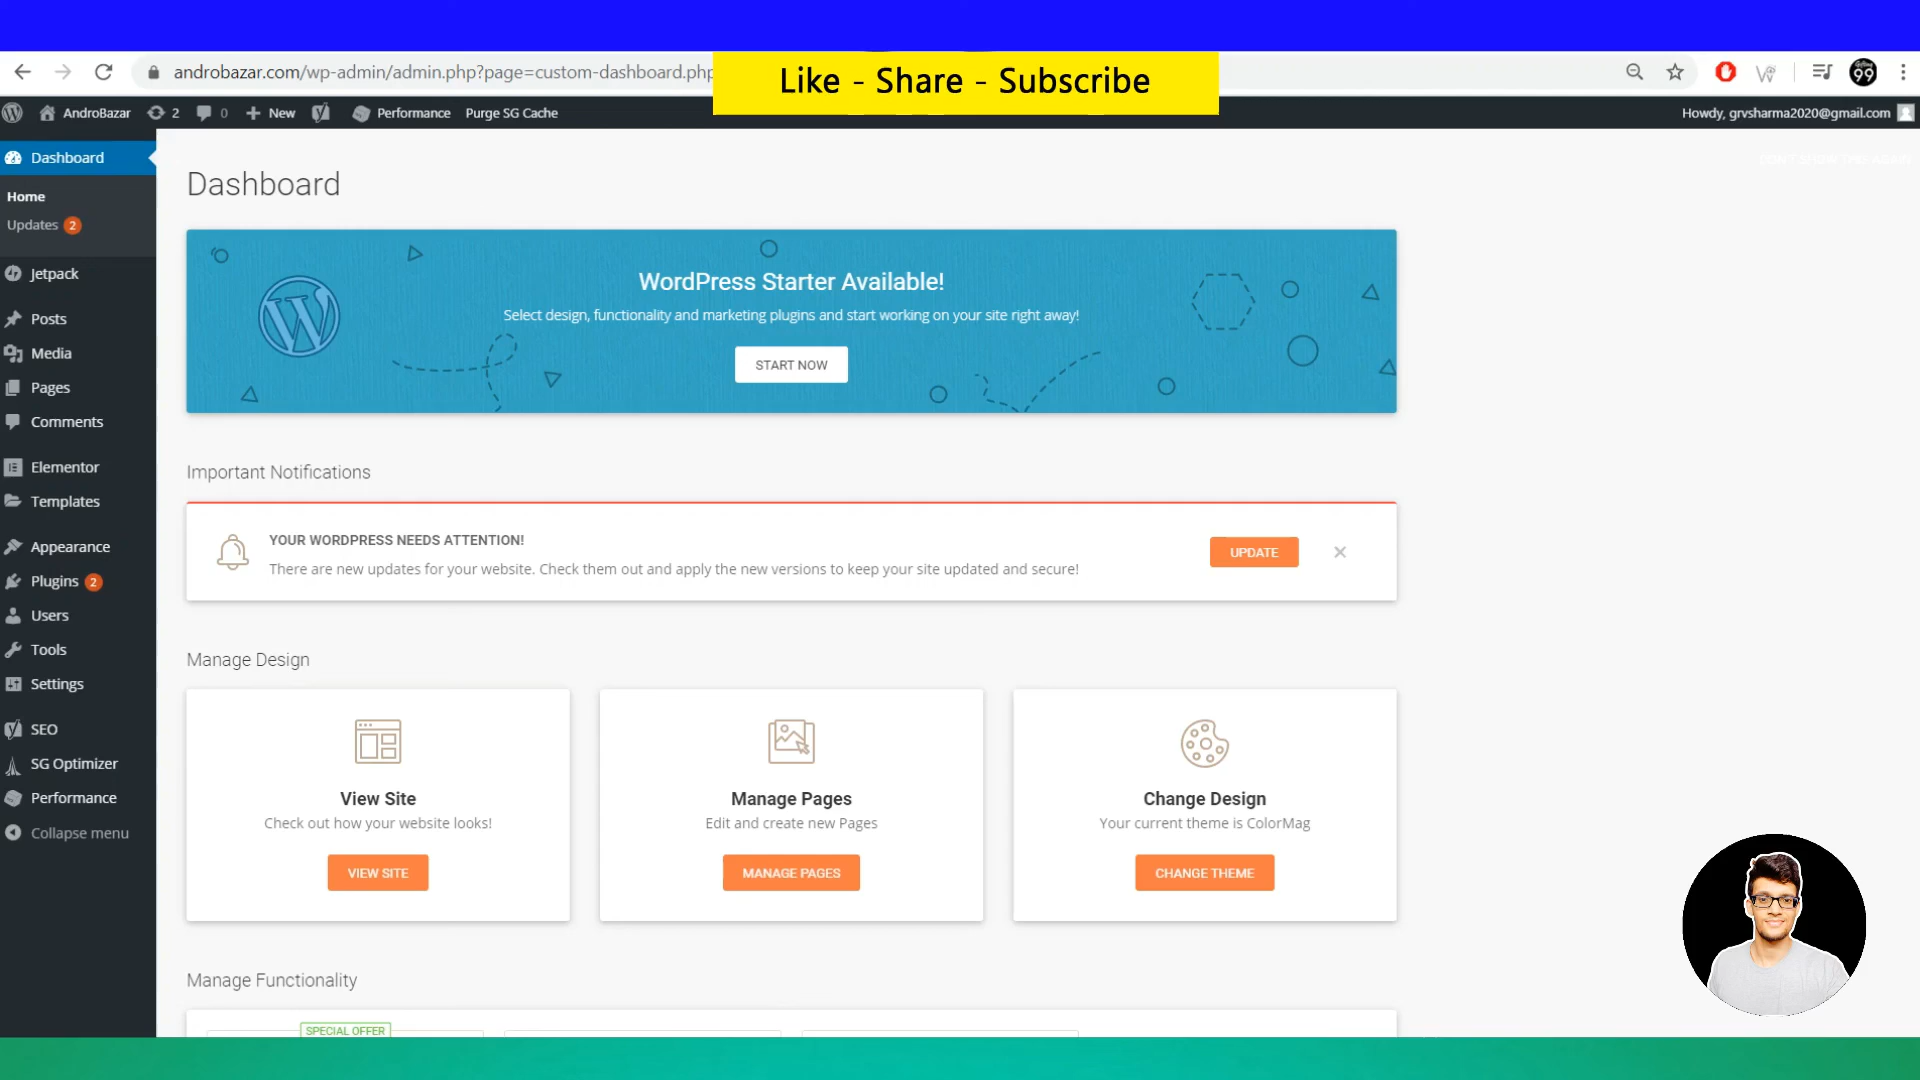 androbazar.com/wp-admin/admin.php?page=custom-dashboard.php
Like - Share - Subscribe
99
AndroBazar
2
0
New
Performance
Purge SG Cache
Howdy, grvsharma2020@gmail.com
Dashboard
Home
Updates 2
Jetpack
Posts
Media
Pages
Comments
Elementor
Templates
Appearance
Plugins 2
Users
Tools
Settings
SEO
SG Optimizer
Performance
Collapse menu
Dashboard
WordPress Starter Available!
Select design, functionality and marketing plugins and start working on your site right away!
START NOW
Important Notifications
YOUR WORDPRESS NEEDS ATTENTION!
There are new updates for your website. Check them out and apply the new versions to keep your site updated and secure!
UPDATE
Manage Design
View Site
Check out how your website looks!
VIEW SITE
Manage Pages
Edit and create new Pages
MANAGE PAGES
Change Design
Your current theme is ColorMag
CHANGE THEME
Manage Functionality
SPECIAL OFFER